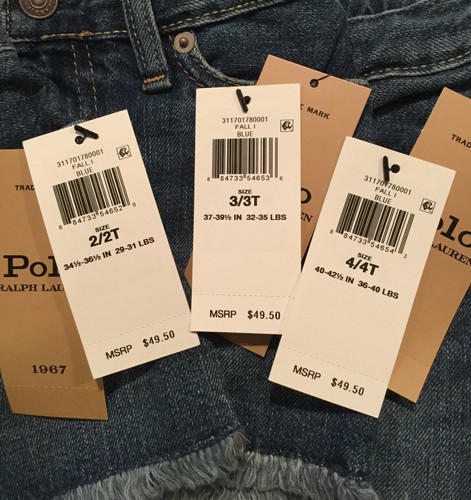 TRAD
Polo
RALPH LAU
1967
311701780001
FALL I
BLUE
8 84733 54652 9
SIZE
2/2T
34½-36½ IN 29-31 LBS
MSRP $49.50
311701780001
FALL I
BLUE
8 84733 54653 6
SIZE
3/3T
37-39½ IN 32-35 LBS
MSRP $49.50
E MARK
311701780001
FALL I
BLUE
8 84733 54654 3
SIZE
4/4T
40-42½ IN 36-40 LBS
MSRP $49.50
TRADE
olo
LAUREN